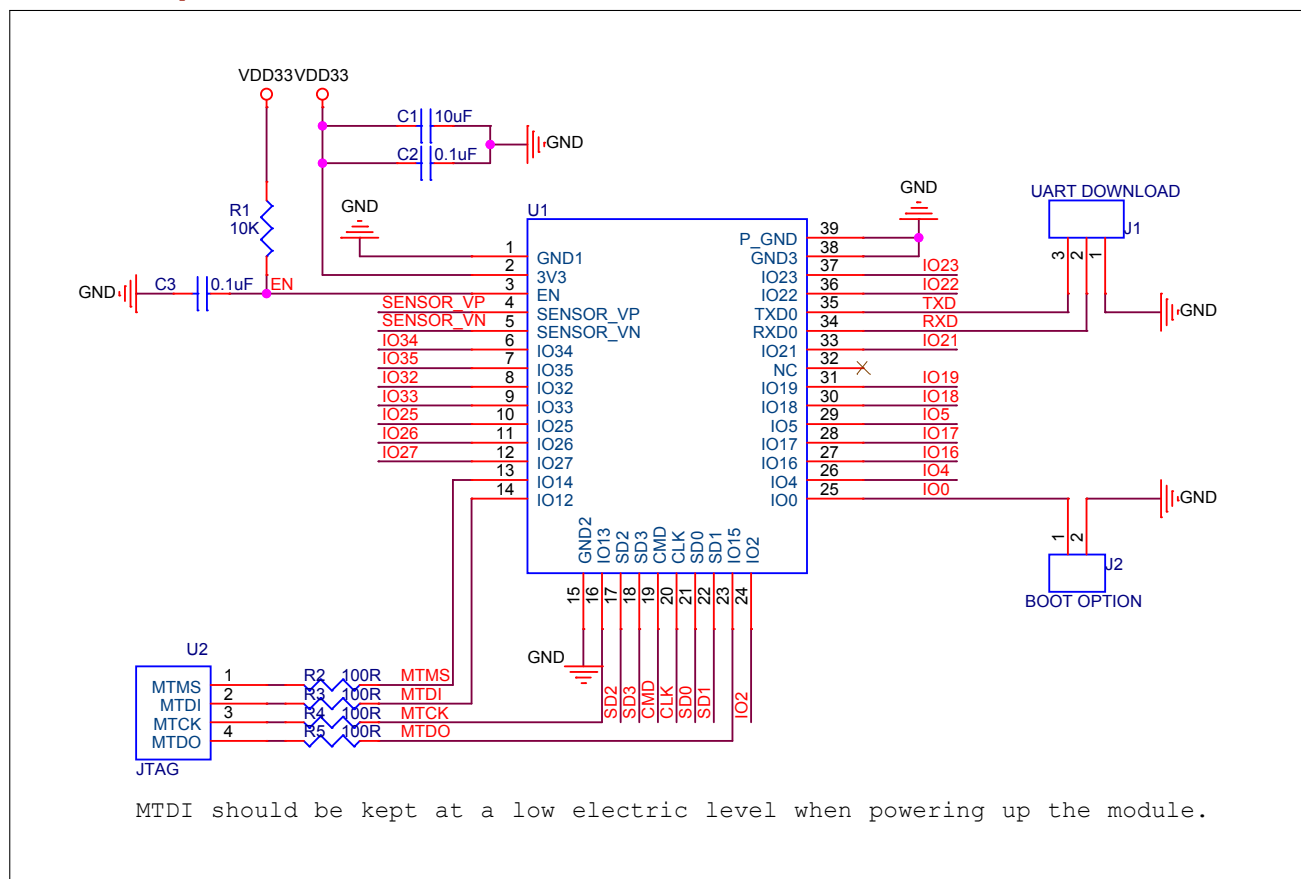 VDD33 VDD33
C1 10uF
C2 0.1uF
GND
R1
10K
GND
C3 0.1uF EN
GND
U1
GND
UART DOWNLOAD
J1
3 2 1
GND
1 GND1
2 3V3
3 EN
SENSOR_VP 4 SENSOR_VP
SENSOR_VN 5 SENSOR_VN
IO34 6 IO34
IO35 7 IO35
IO32 8 IO32
IO33 9 IO33
IO25 10 IO25
IO26 11 IO26
IO27 12 IO27
13 IO14
14 IO12
P_GND 39
GND3 38
IO23 37 IO23
IO22 36 IO22
TXD0 35 TXD
RXD0 34 RXD
IO21 33 IO21
NC 32
IO19 31 IO19
IO18 30 IO18
IO5 29 IO5
IO17 28 IO17
IO16 27 IO16
IO4 26 IO4
IO0 25 IO0
GND
1 2
J2
BOOT OPTION
GND2 IO13 SD2 SD3 CMD CLK SD0 SD1 IO15 IO2
15 16 17 18 19 20 21 22 23 24
GND
SD2 SD3 CMD CLK SD0 SD1 IO2
U2
MTMS 1 R2 100R MTMS
MTDI 2 R3 100R MTDI
MTCK 3 R4 100R MTCK
MTDO 4 R5 100R MTDO
JTAG
MTDI should be kept at a low electric level when powering up the module.